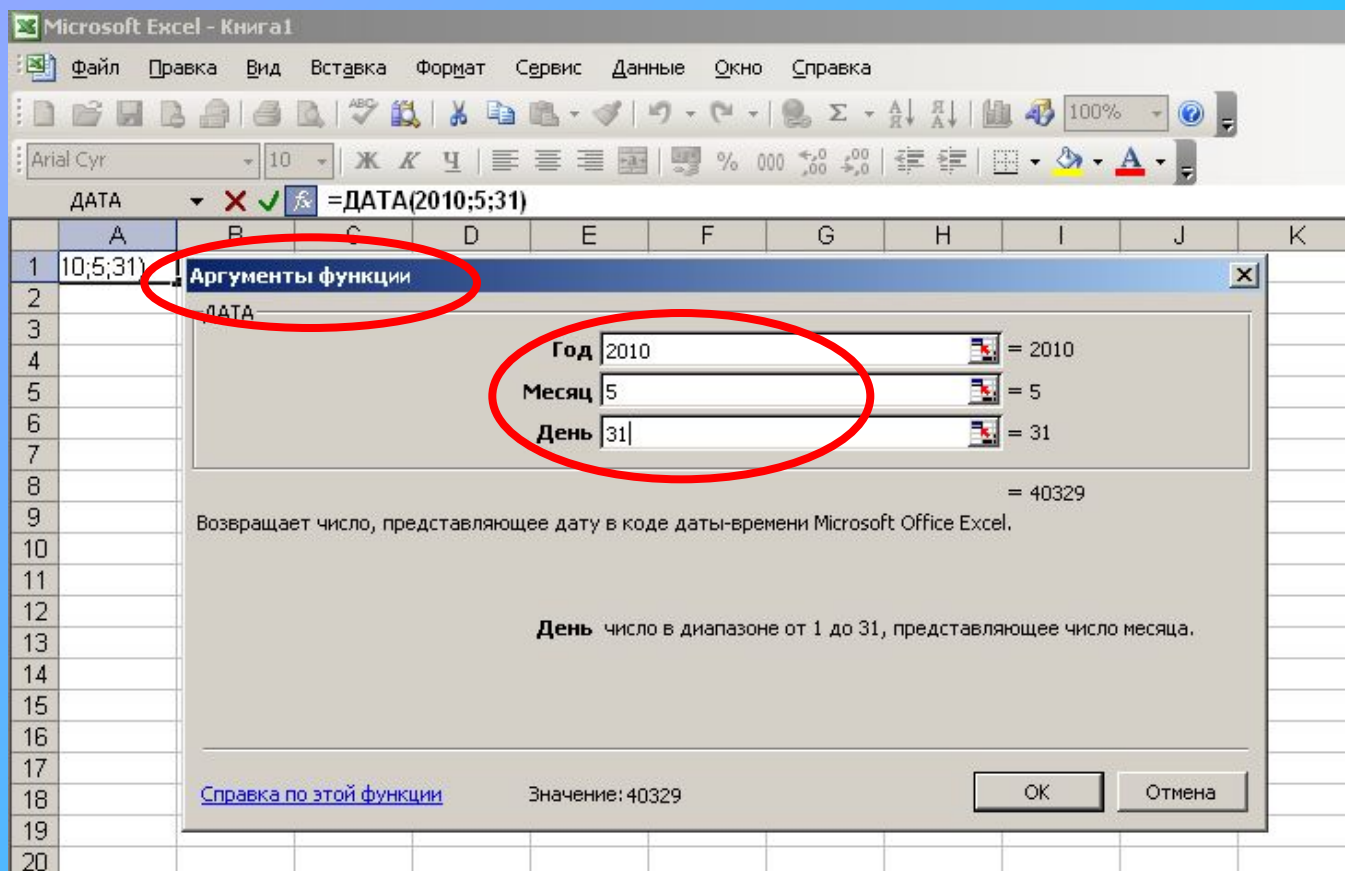 Microsoft Excel - Книга1
Файл Правка Вид Вставка Формат Сервис Данные Окно Справка
100%
Arial Cyr 10 Ж К Ч % 000 ,00 ,0
ДАТА =ДАТА(2010;5;31)
A B C D E F G H I J K
1 10;5;31)
Аргументы функции
2
3
ДАТА
4
Год 2010 = 2010
5
Месяц 5 = 5
6
День 31 = 31
7
8
= 40329
9
Возвращает число, представляющее дату в коде даты-времени Microsoft Office Excel.
10
11
12
День число в диапазоне от 1 до 31, представляющее число месяца.
13
14
15
16
17
18
Справка по этой функции Значение:40329 ОК Отмена
19
20